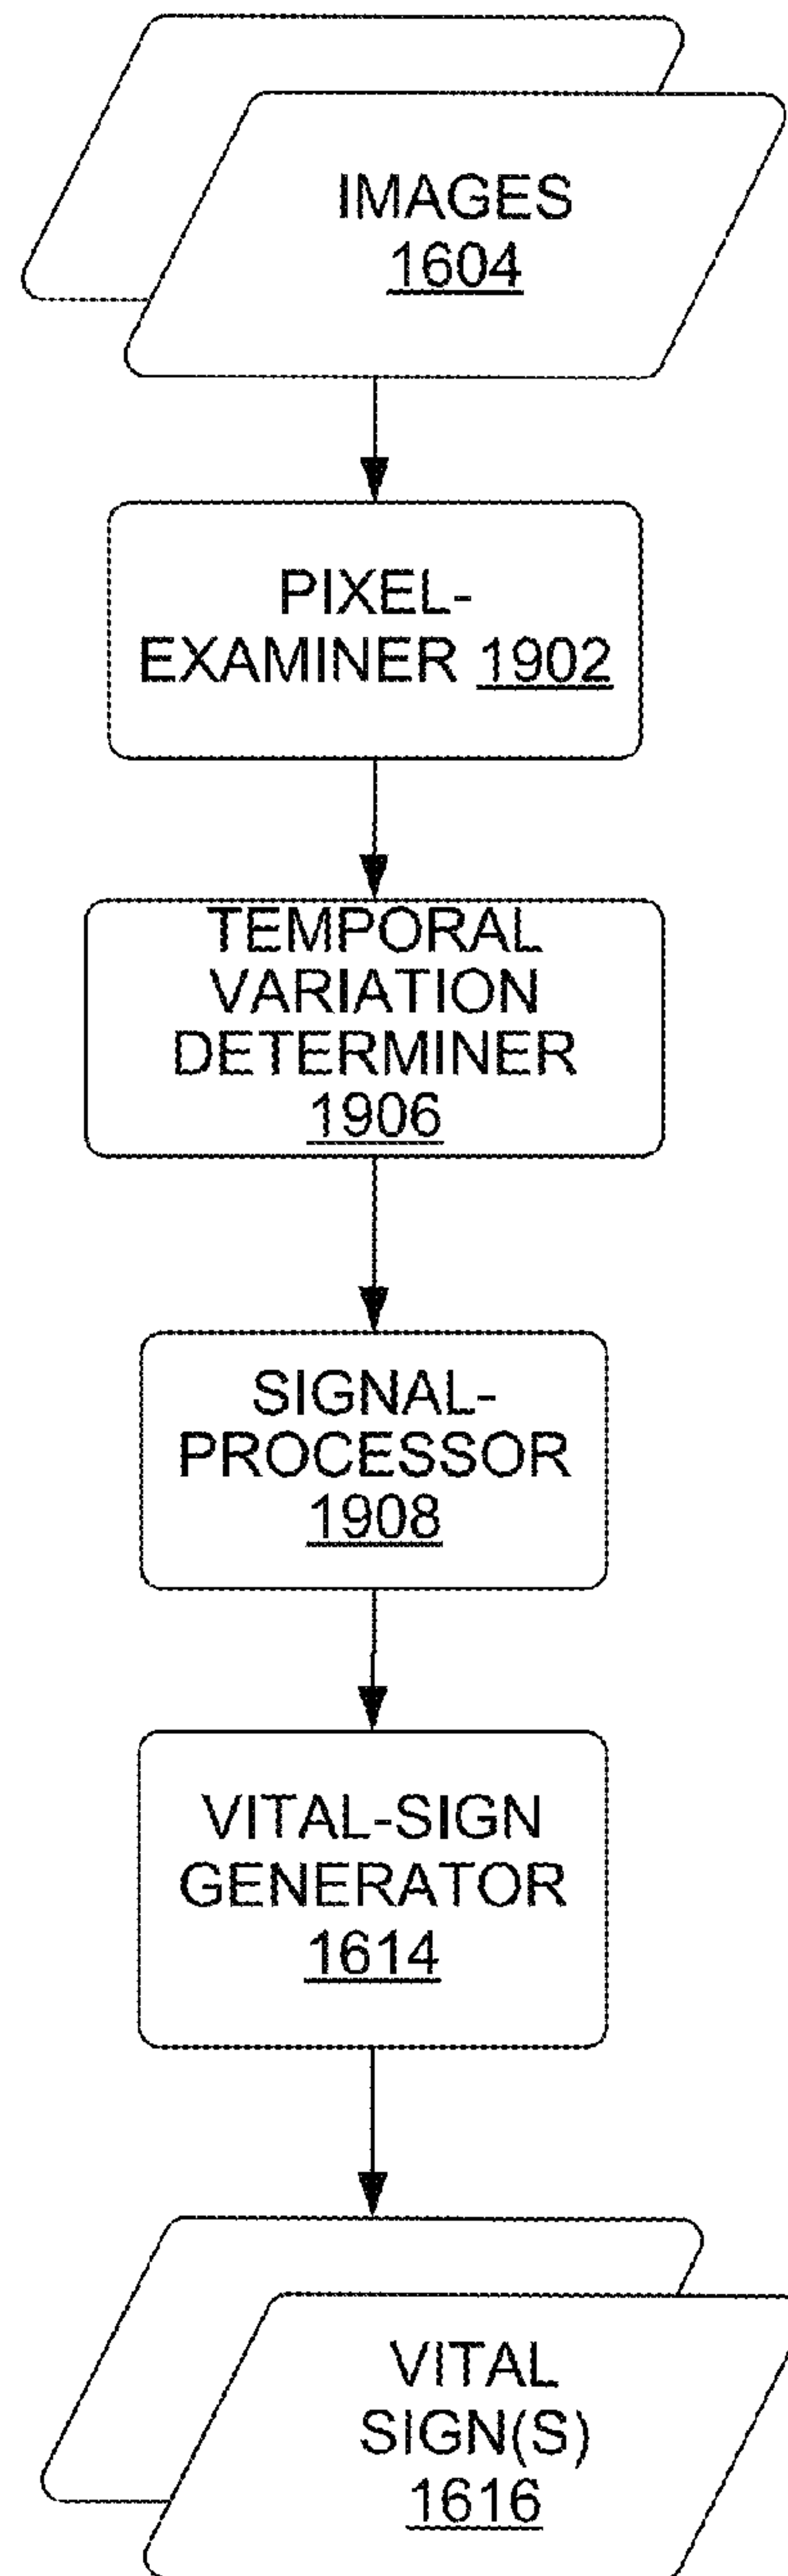 IMAGES
1604
PIXEL-
EXAMINER 1902
TEMPORAL
VARIATION
DETERMINER
1906
SIGNAL-
PROCESSOR
1908
VITAL-SIGN
GENERATOR
1614
VITAL
SIGN(S)
1616